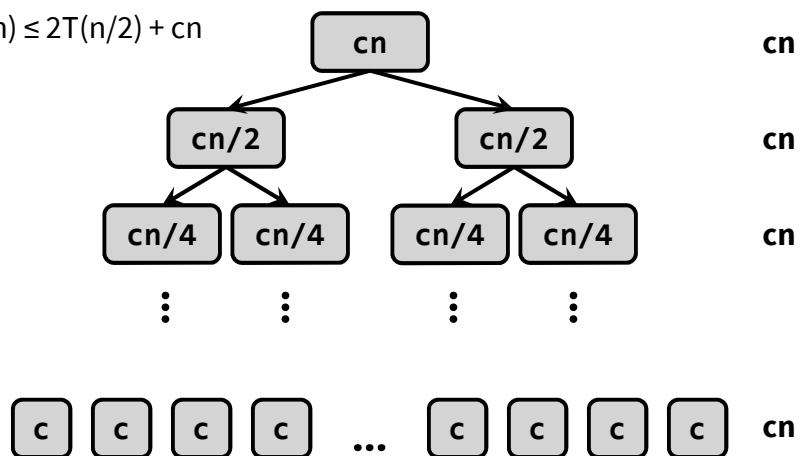 n) ≤ 2T(n/2) + cn
cn cn
cn/2 cn/2 cn
cn/4 cn/4 cn/4 cn/4 cn
c c c c ... c c c c cn